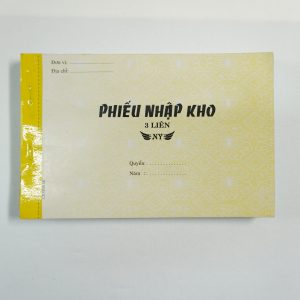 Đơn vị:
Địa chỉ:
PHIẾU NHẬP KHO
3 LIÊN
NY
Quyển:
Năm: